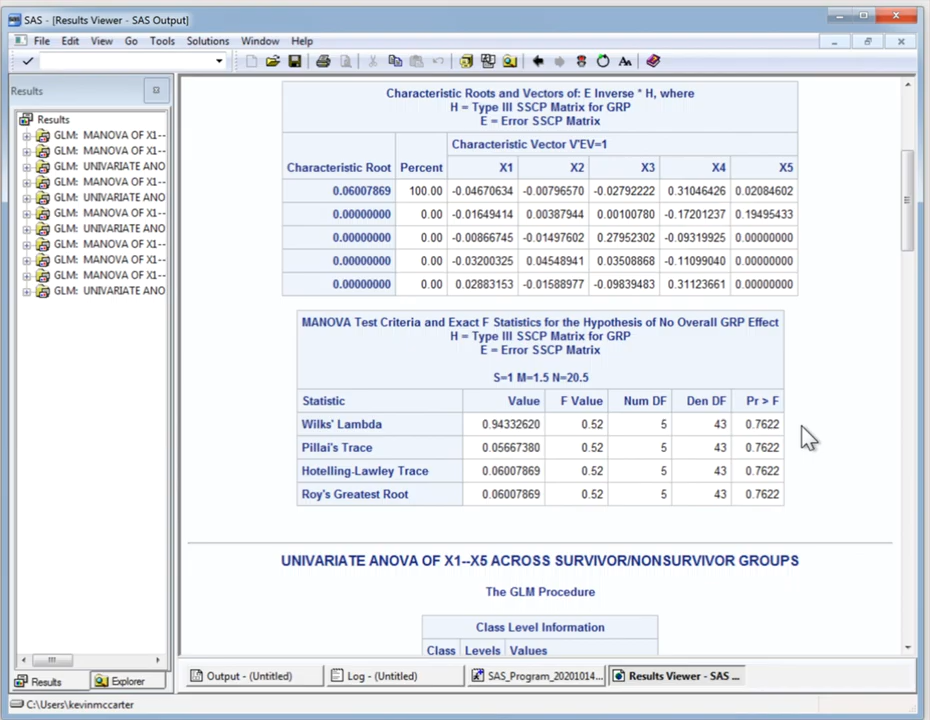 SAS - [Results Viewer - SAS Output]
File Edit View Go Tools Solutions Window Help
Results
Results
GLM: MANOVA OF X1--
GLM: MANOVA OF X1--
GLM: UNIVARIATE ANO
GLM: MANOVA OF X1--
GLM: UNIVARIATE ANO
GLM: MANOVA OF X1--
GLM: UNIVARIATE ANO
GLM: MANOVA OF X1--
GLM: MANOVA OF X1--
GLM: MANOVA OF X1--
GLM: UNIVARIATE ANO
Results Explorer
Characteristic Roots and Vectors of: E Inverse * H, where
H = Type III SSCP Matrix for GRP
E = Error SSCP Matrix
Characteristic Vector V'EV=1
Characteristic Root Percent X1 X2 X3 X4 X5
0.06007869 100.00 -0.04670634 -0.00796570 -0.02792222 0.31046426 0.02084602
0.00000000 0.00 -0.01649414 0.00387944 0.00100780 -0.17201237 0.19495433
0.00000000 0.00 -0.00866745 -0.01497602 0.27952302 -0.09319925 0.00000000
0.00000000 0.00 -0.03200325 0.04548941 0.03508868 -0.11099040 0.00000000
0.00000000 0.00 0.02883153 -0.01588977 -0.09839483 0.31123661 0.00000000
MANOVA Test Criteria and Exact F Statistics for the Hypothesis of No Overall GRP Effect
H = Type III SSCP Matrix for GRP
E = Error SSCP Matrix
S=1 M=1.5 N=20.5
Statistic Value F Value Num DF Den DF Pr > F
Wilks' Lambda 0.94332620 0.52 5 43 0.7622
Pillai's Trace 0.05667380 0.52 5 43 0.7622
Hotelling-Lawley Trace 0.06007869 0.52 5 43 0.7622
Roy's Greatest Root 0.06007869 0.52 5 43 0.7622
UNIVARIATE ANOVA OF X1--X5 ACROSS SURVIVOR/NONSURVIVOR GROUPS
The GLM Procedure
Class Level Information
Class Levels Values
Output - (Untitled) Log - (Untitled) SAS_Program_20201014... Results Viewer - SAS ...
C:\Users\kevinmccarter